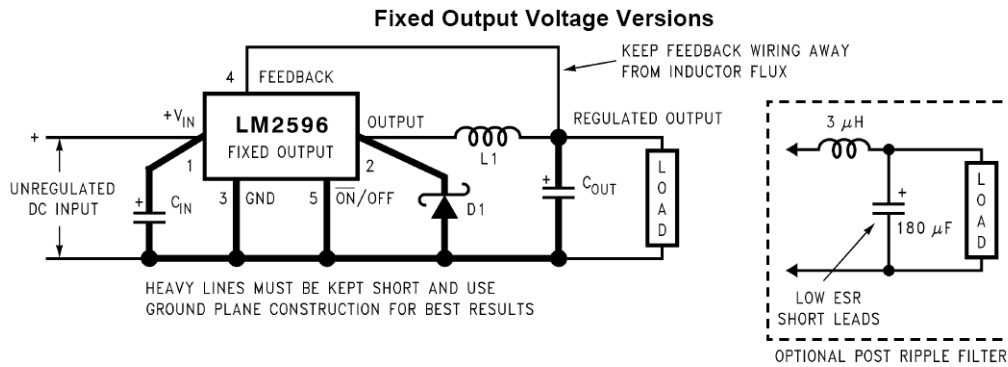 Fixed Output Voltage Versions
KEEP FEEDBACK WIRING AWAY
FROM INDUCTOR FLUX
4 FEEDBACK
+VIN
LM2596
FIXED OUTPUT
OUTPUT
REGULATED OUTPUT
+
1
2
L1
UNREGULATED
DC INPUT
+
CIN
3 GND
5 ON/OFF
D1
+
COUT
LOAD
HEAVY LINES MUST BE KEPT SHORT AND USE
GROUND PLANE CONSTRUCTION FOR BEST RESULTS
3 μH
+
180 μF
LOAD
LOW ESR
SHORT LEADS
OPTIONAL POST RIPPLE FILTER